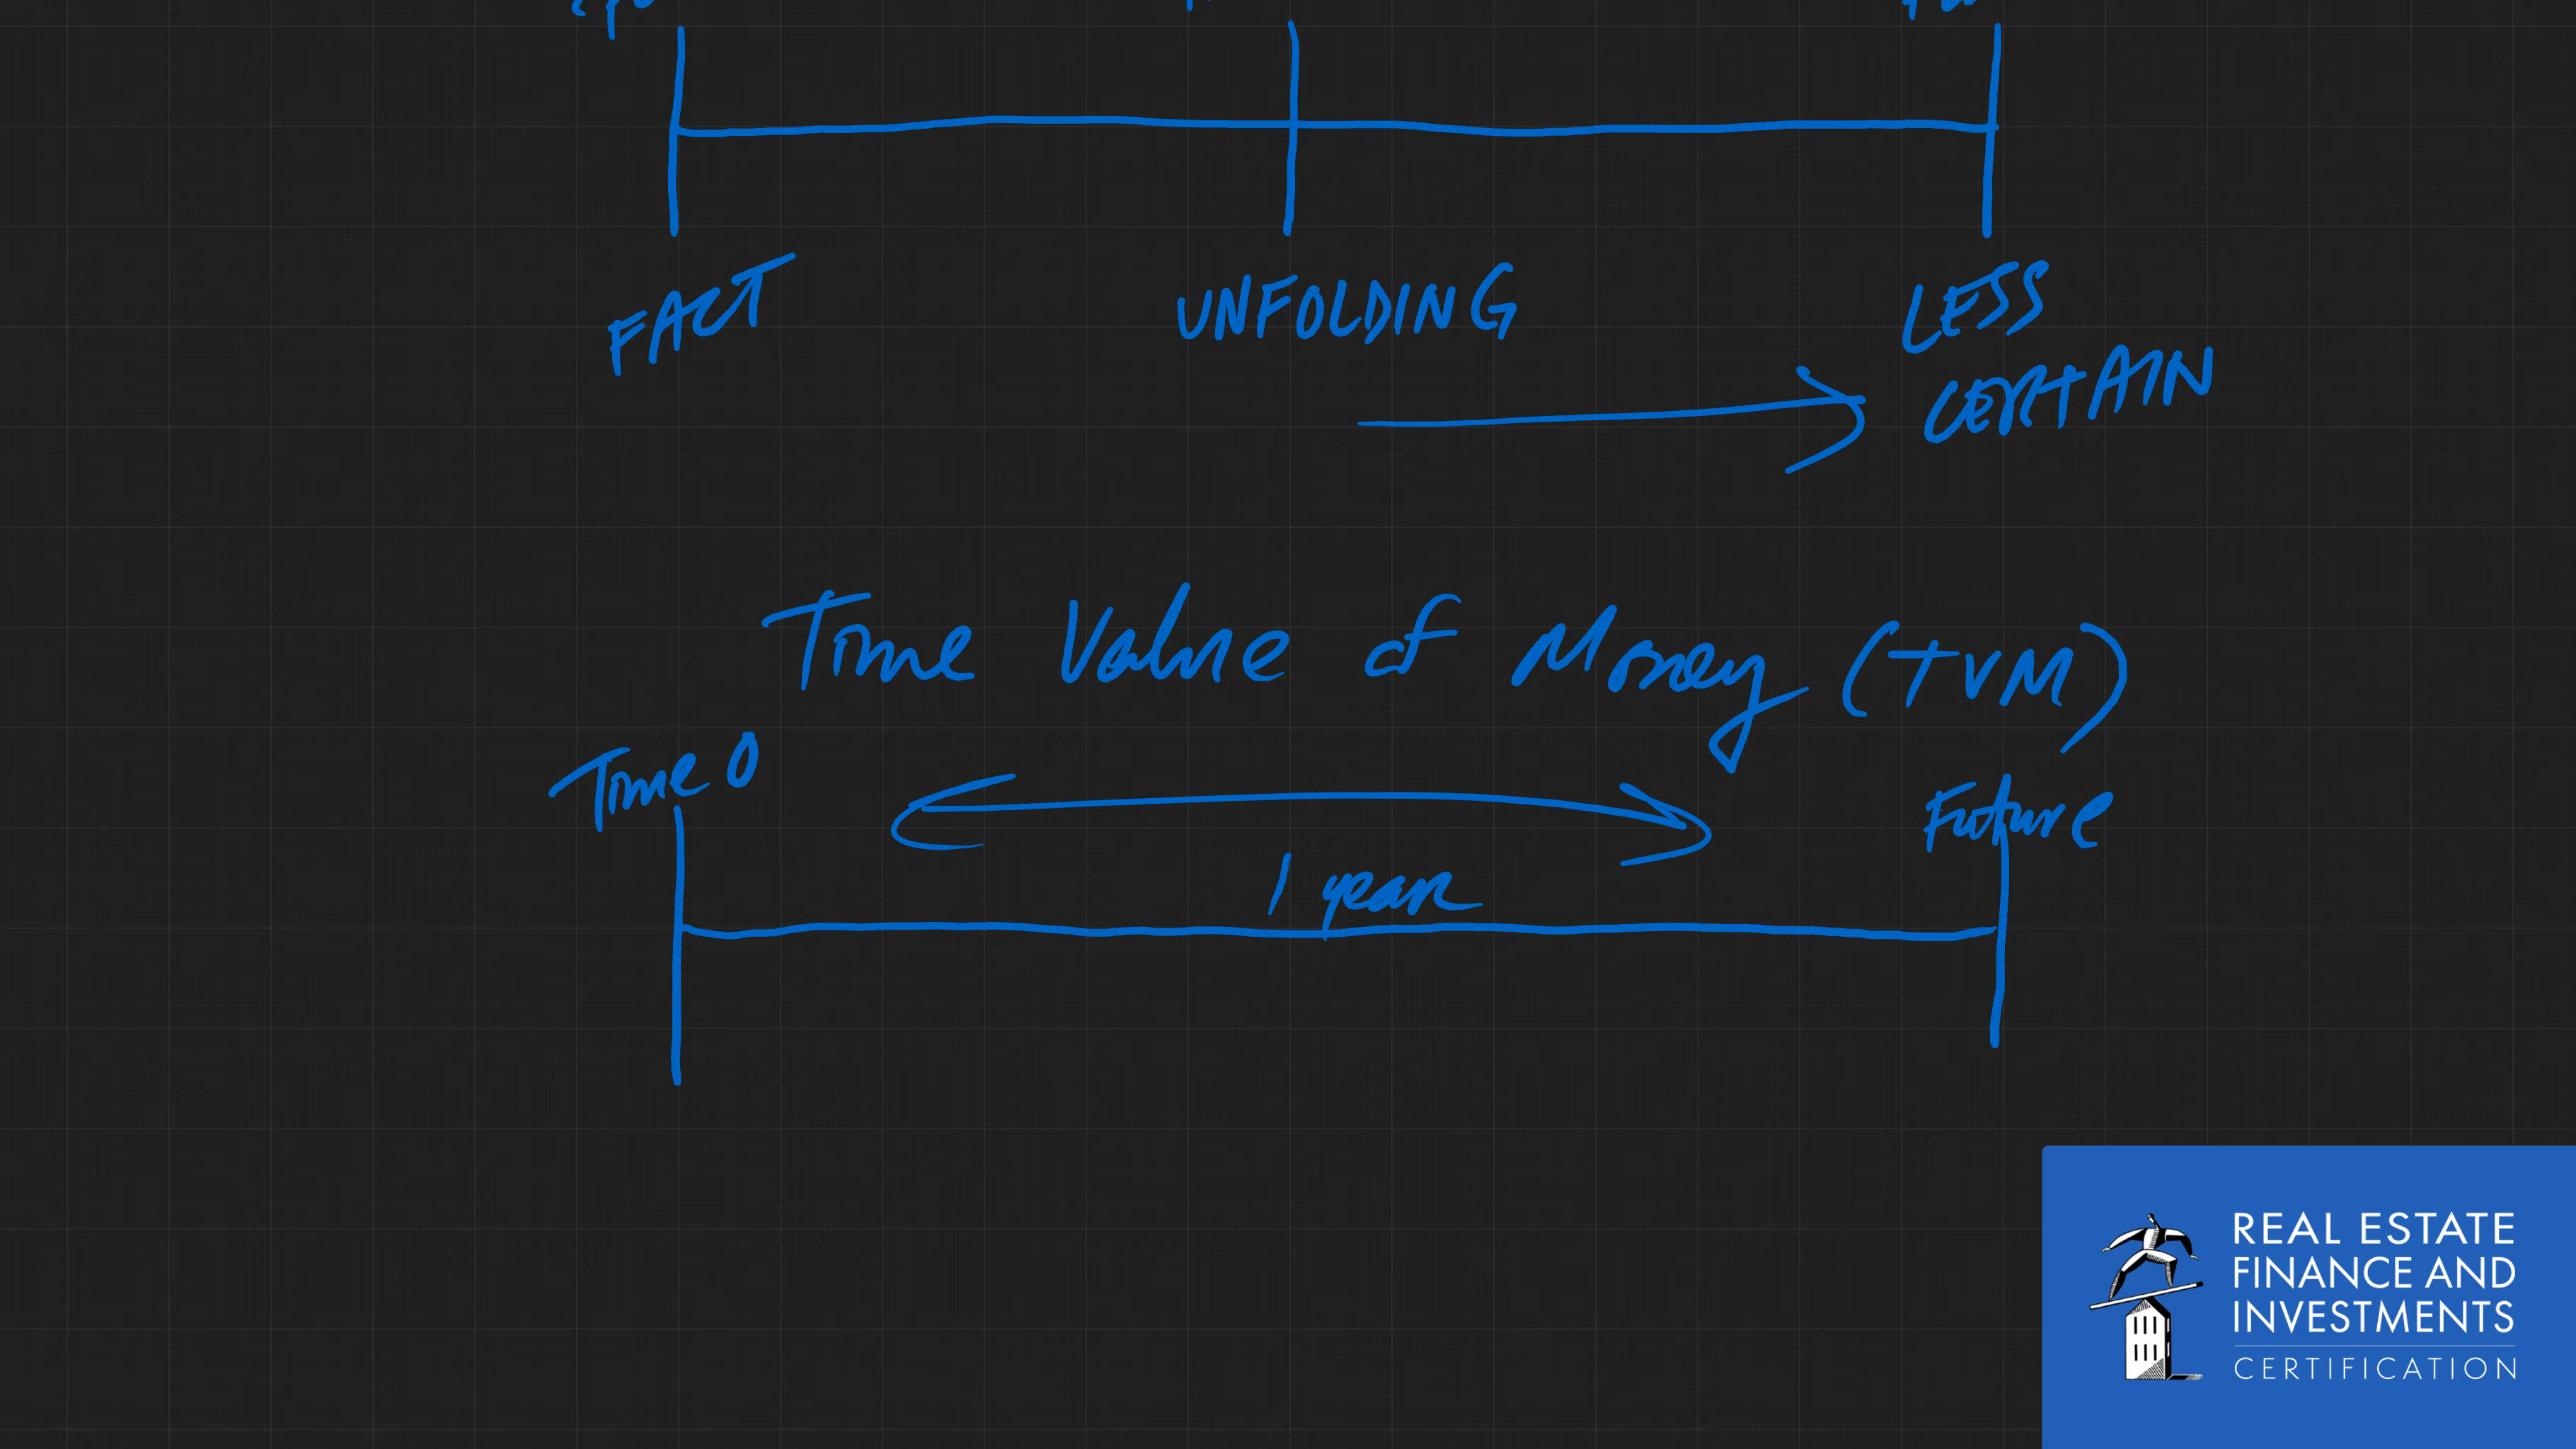 FACT
UNFOLDING
LESS
CERTAIN
Time Value of Money (TVM)
Time 0
Future
1 year
REAL ESTATE
FINANCE AND
INVESTMENTS
CERTIFICATION